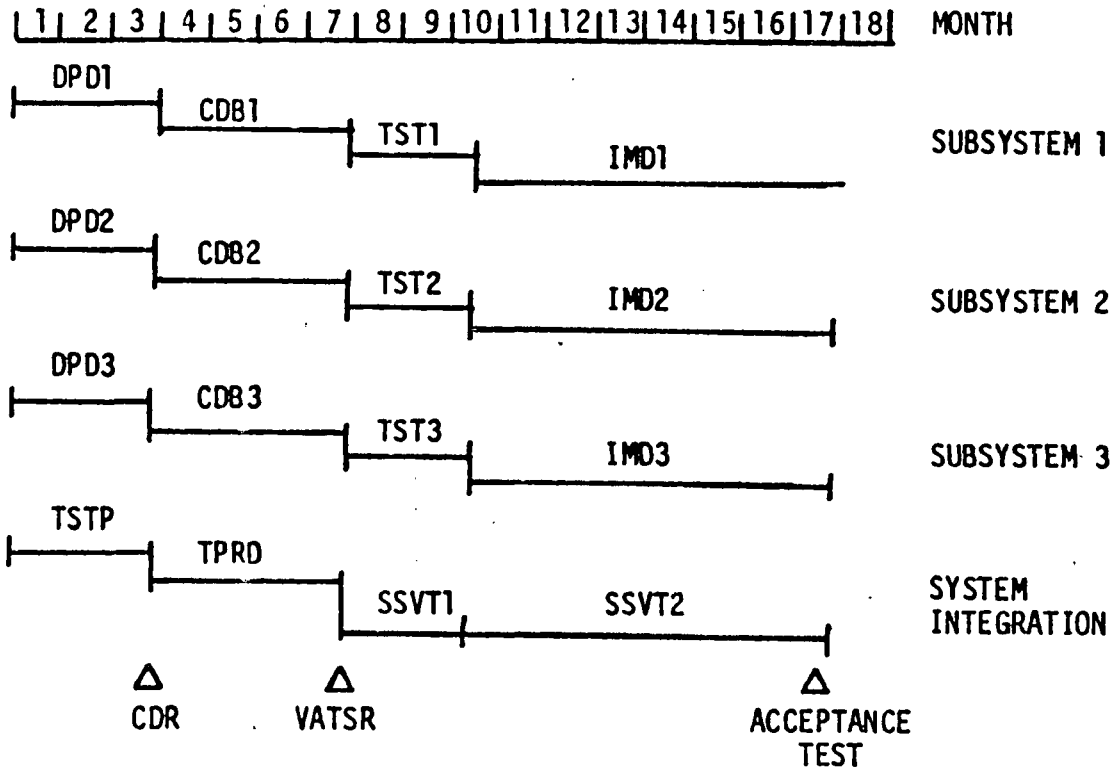 1 2 3 4 5 6 7 8 9 10 11 12 13 14 15 16 17 18 MONTH
DPD1
CDB1
TST1
IMD1
SUBSYSTEM 1
DPD2
CDB2
TST2
IMD2
SUBSYSTEM 2
DPD3
CDB3
TST3
IMD3
SUBSYSTEM 3
TSTP
TPRD
SSVT1
SSVT2
SYSTEM
INTEGRATION
CDR
VATSR
ACCEPTANCE
TEST